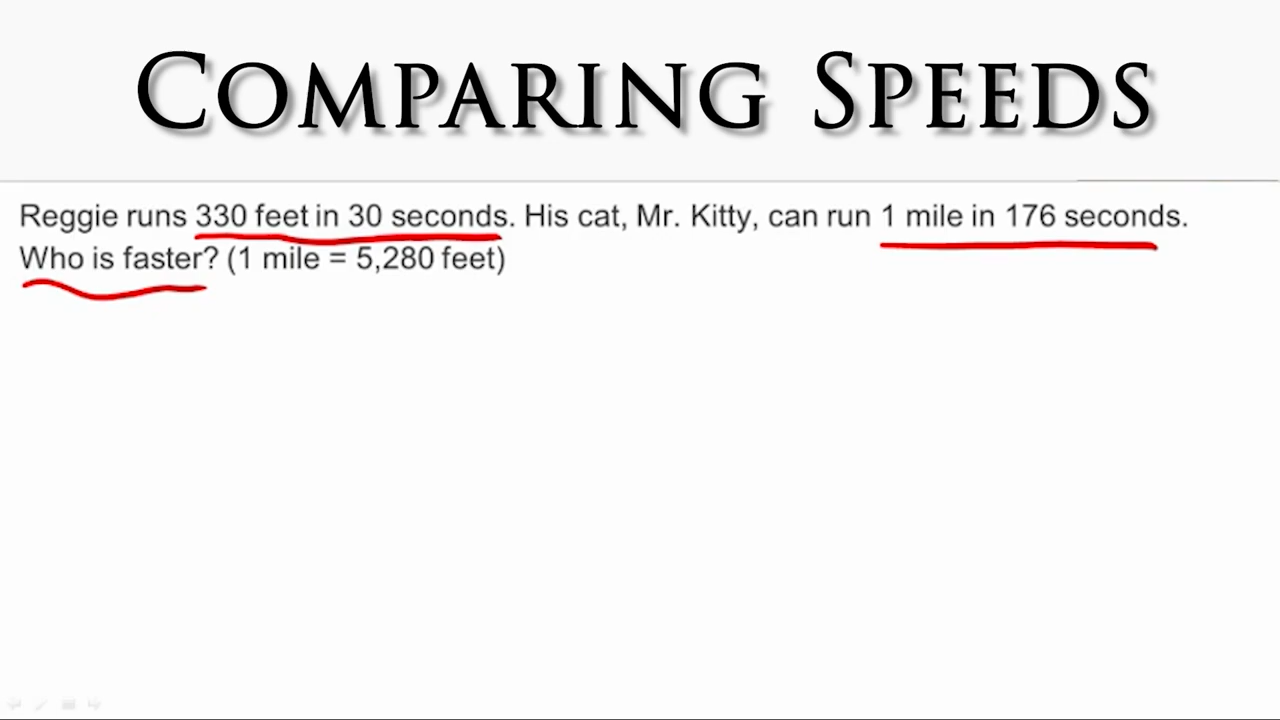 COMPARING SPEEDS
Reggie runs 330 feet in 30 seconds. His cat, Mr. Kitty, can run 1 mile in 176 seconds.
Who is faster? (1 mile = 5,280 feet)